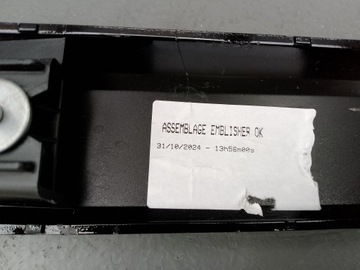 ASSEMBLAGE EMBLISHER OK
31/10/2024 - 13h56m00s